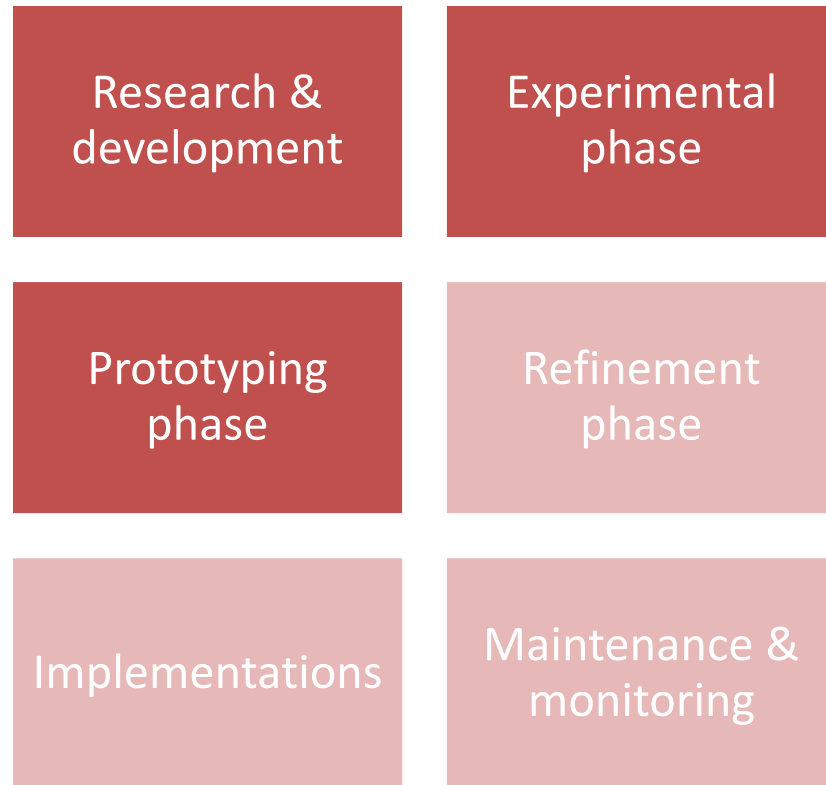 Research &
development
Experimental
phase
Prototyping
phase
Refinement
phase
Implementations
Maintenance &
monitoring